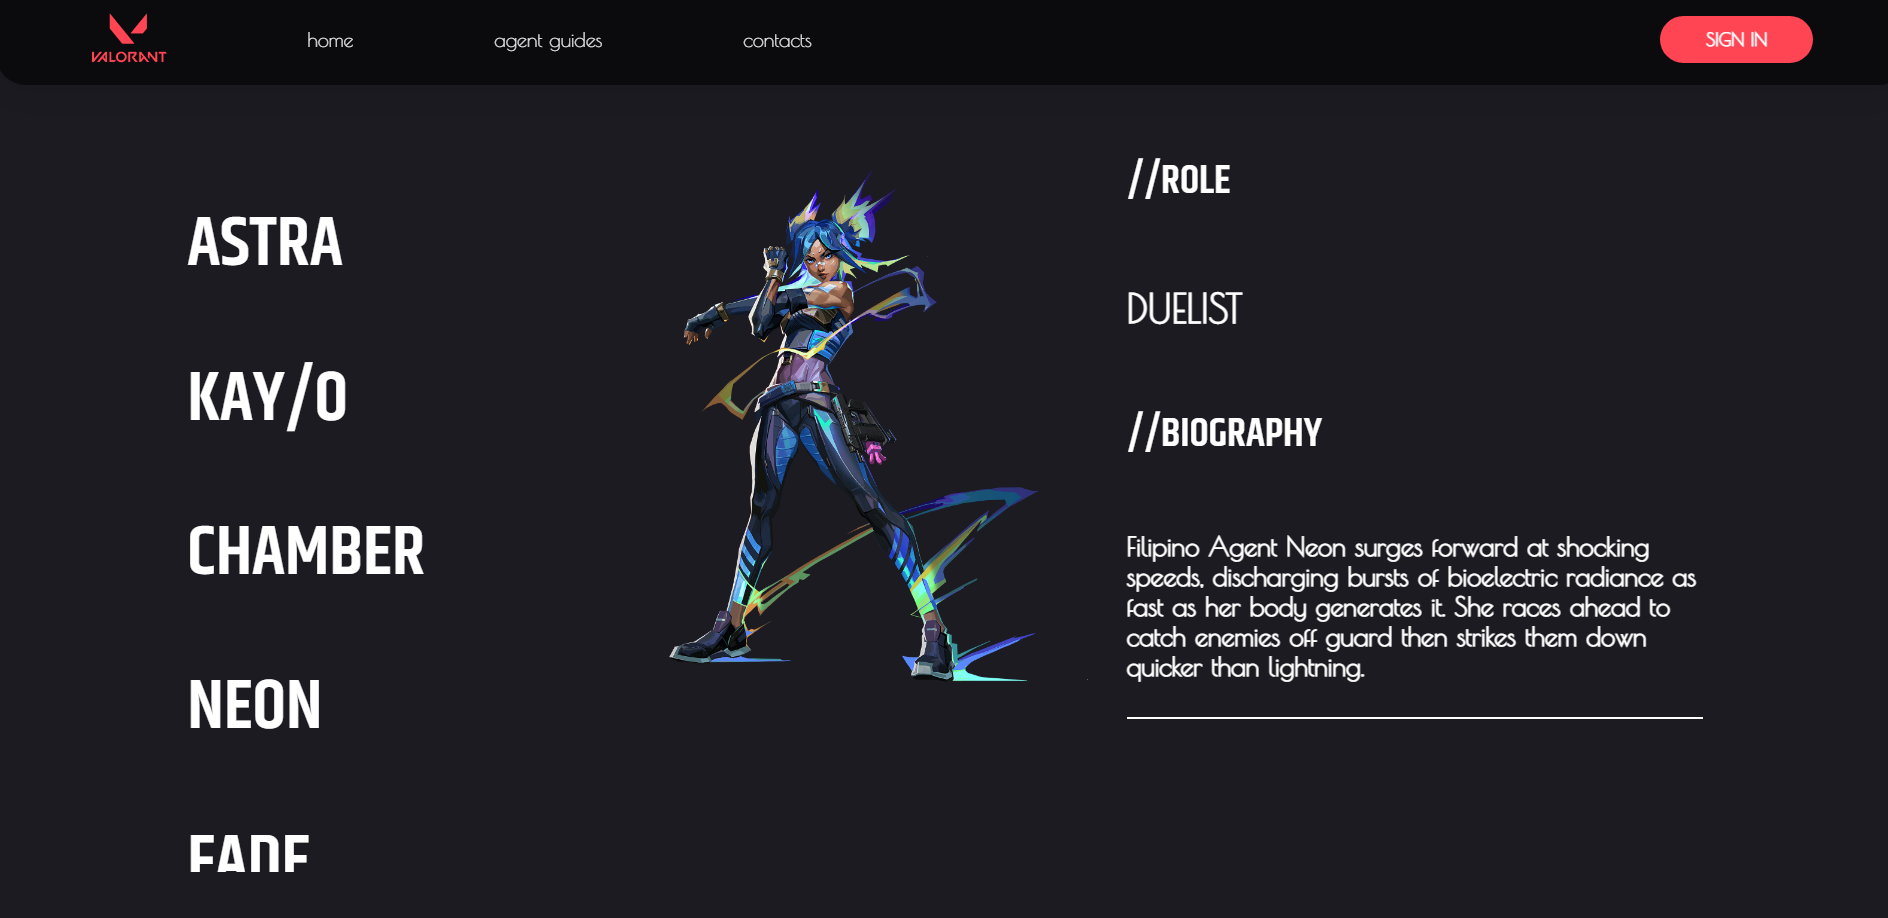 VALORANT
home
agent guides
contacts
SIGN IN
ASTRA
KAY/O
CHAMBER
NEON
FADE
//ROLE
DUELIST
//BIOGRAPHY
Filipino Agent Neon surges forward at shocking
speeds, discharging bursts of bioelectric radiance as
fast as her body generates it. She races ahead to
catch enemies off guard then strikes them down
quicker than lightning.